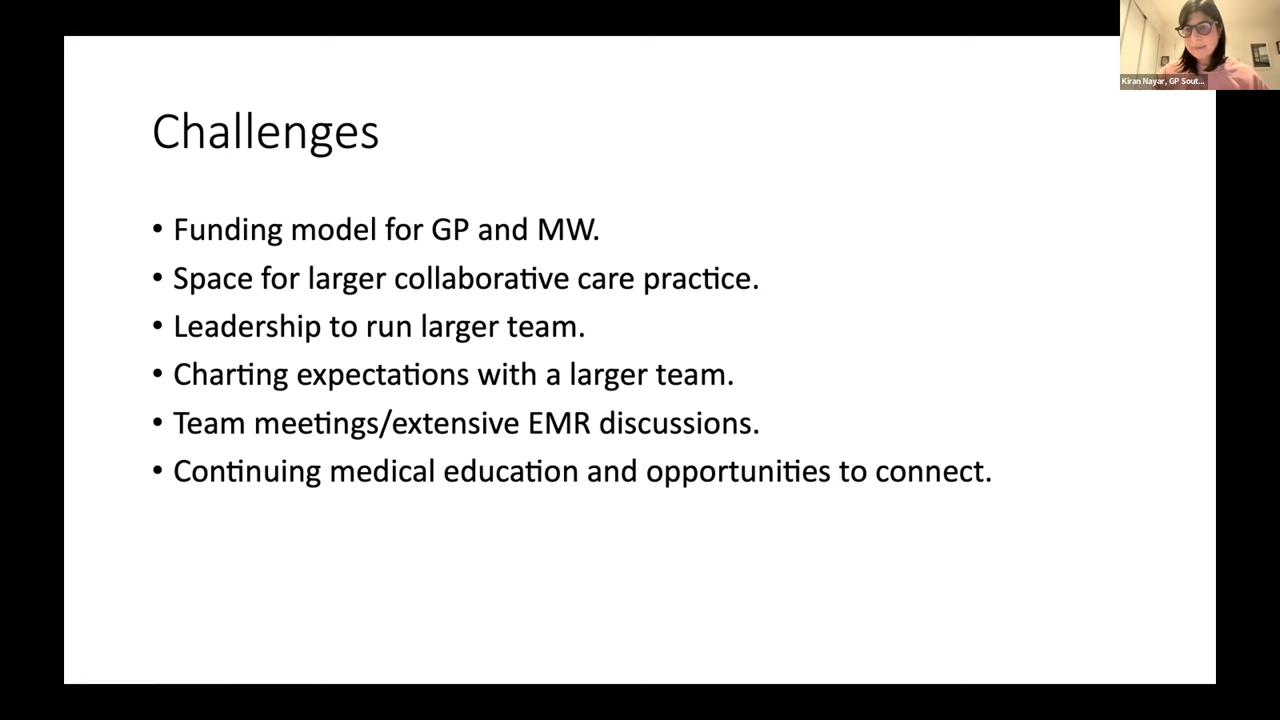 Kiran Nayar, GP Sout...
Challenges
• Funding model for GP and MW.
• Space for larger collaborative care practice.
• Leadership to run larger team.
• Charting expectations with a larger team.
• Team meetings/extensive EMR discussions.
• Continuing medical education and opportunities to connect.